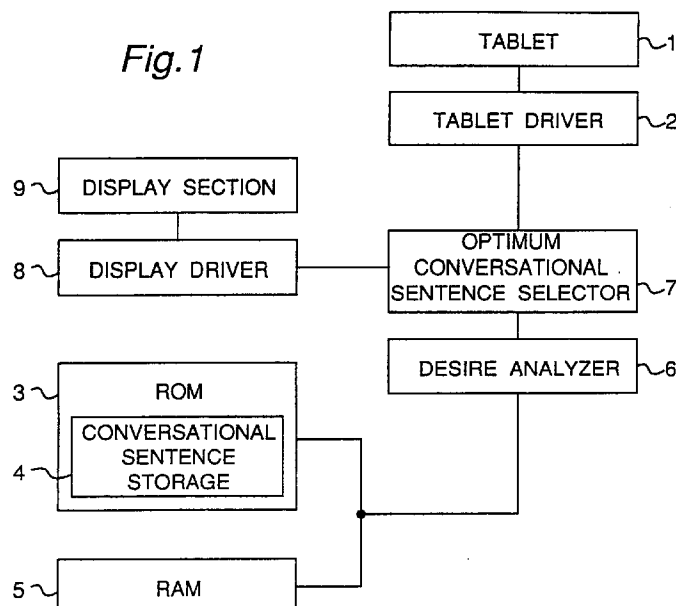 Fig.1
TABLET
1
TABLET DRIVER
2
9
DISPLAY SECTION
8
DISPLAY DRIVER
OPTIMUM
CONVERSATIONAL
SENTENCE SELECTOR
7
DESIRE ANALYZER
6
3
ROM
4
CONVERSATIONAL
SENTENCE
STORAGE
5
RAM